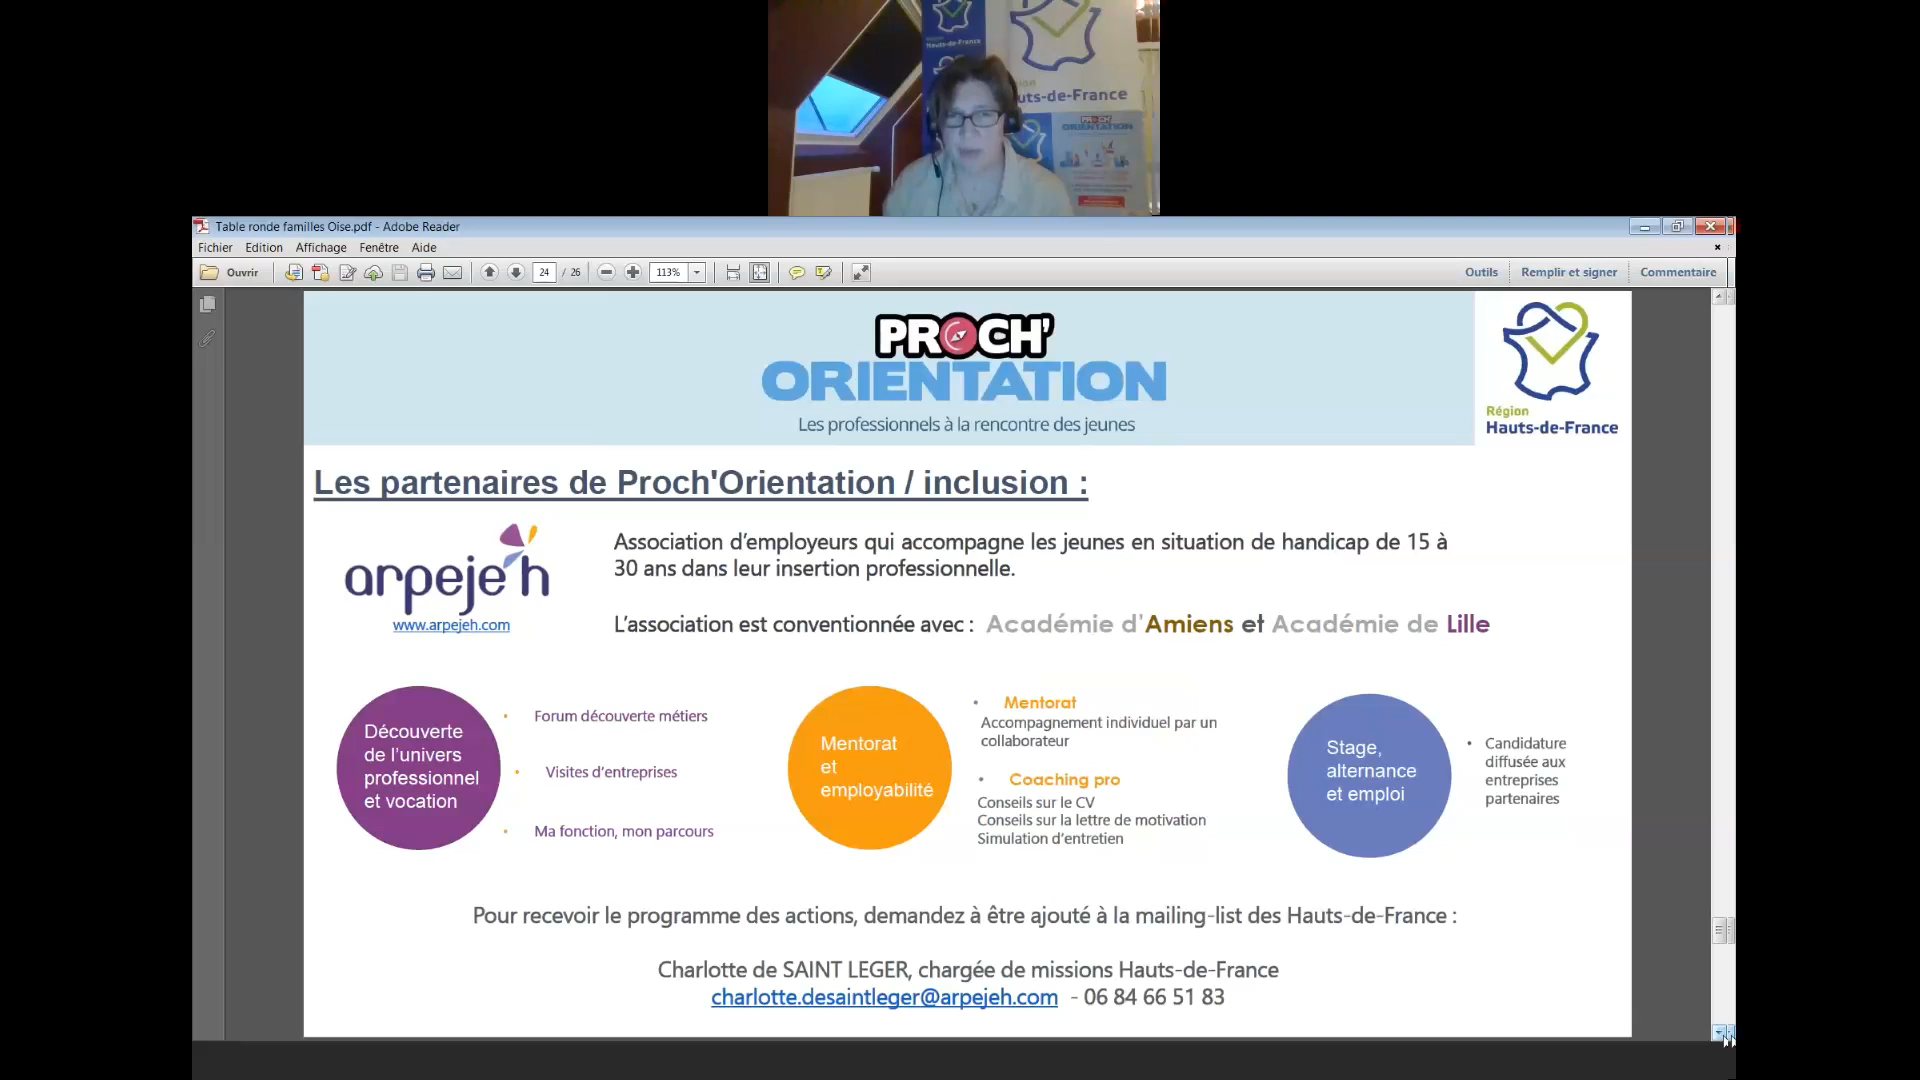 Hauts-de-France
uts-de-France
PROCH'
ORIENTATION
Table ronde familles Oise.pdf - Adobe Reader
Fichier Edition Affichage Fenêtre Aide
Ouvrir 24 / 26 113% Outils Remplir et signer Commentaire
PROCH'
ORIENTATION
Les professionnels à la rencontre des jeunes
Région
Hauts-de-France
Les partenaires de Proch'Orientation / inclusion :
arpeje'h
www.arpejeh.com
Association d’employeurs qui accompagne les jeunes en situation de handicap de 15 à
30 ans dans leur insertion professionnelle.
L’association est conventionnée avec : Académie d'Amiens et Académie de Lille
Découverte
de l’univers
professionnel
et vocation
• Forum découverte métiers
• Visites d’entreprises
• Ma fonction, mon parcours
Mentorat
et
employabilité
• Mentorat
Accompagnement individuel par un
collaborateur
• Coaching pro
Conseils sur le CV
Conseils sur la lettre de motivation
Simulation d’entretien
Stage,
alternance
et emploi
• Candidature
diffusée aux
entreprises
partenaires
Pour recevoir le programme des actions, demandez à être ajouté à la mailing-list des Hauts-de-France :
Charlotte de SAINT LEGER, chargée de missions Hauts-de-France
charlotte.desaintleger@arpejeh.com - 06 84 66 51 83